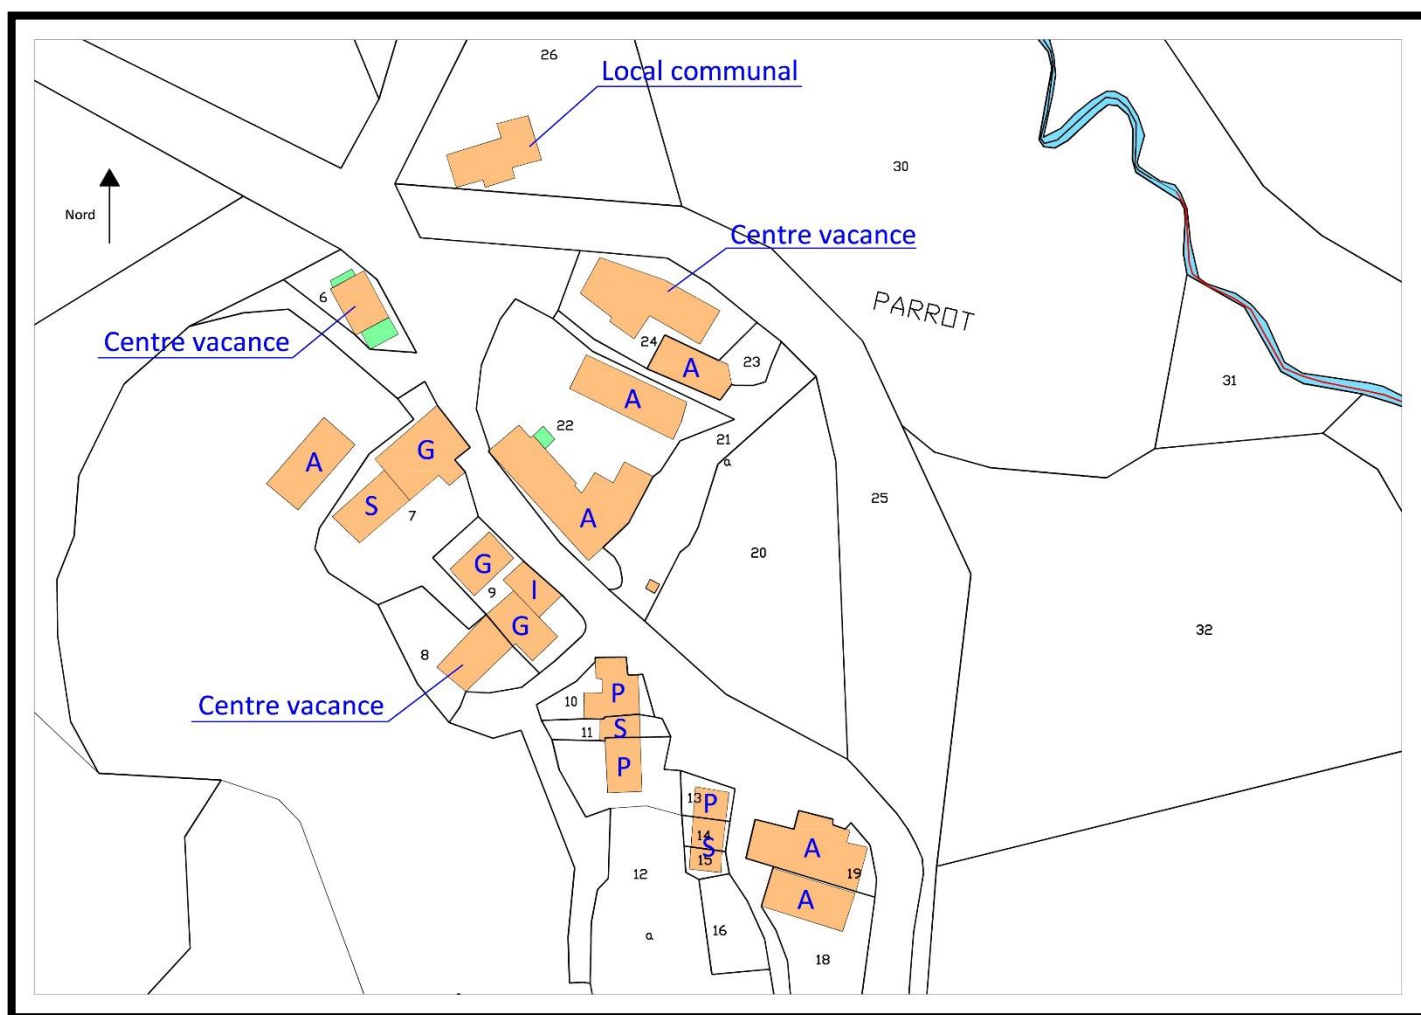 26
Local communal
30
Nord
Centre vacance
PARROT
6
Centre vacance
24
A
23
31
A
22
21
a
G
A
S
7
A
25
20
G
9
I
G
8
32
Centre vacance
10
P
11
S
P
13
P
14
S
15
A
19
A
12
a
16
18